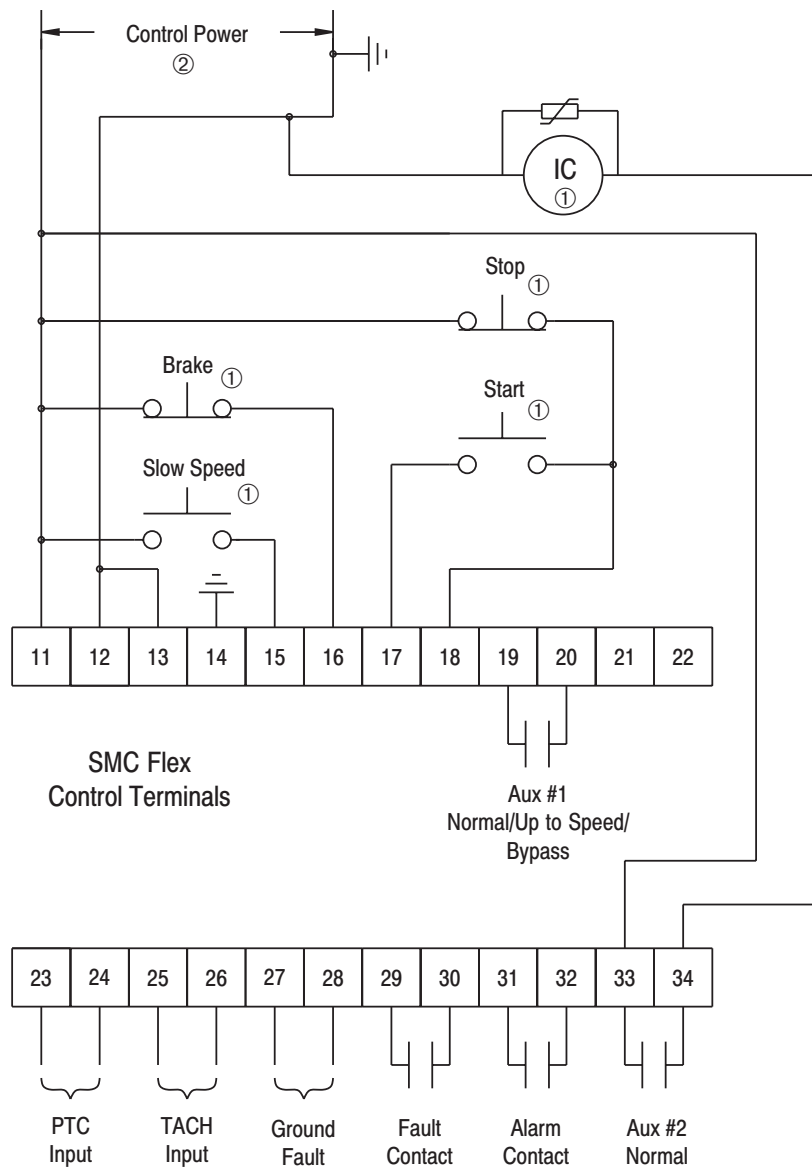 Control Power
②
IC
①
Stop ①
Brake ①
Start ①
Slow Speed ①
11 12 13 14 15 16 17 18 19 20 21 22
SMC Flex
Control Terminals
Aux #1
Normal/Up to Speed/
Bypass
23 24 25 26 27 28 29 30 31 32 33 34
PTC
Input
TACH
Input
Ground
Fault
Fault
Contact
Alarm
Contact
Aux #2
Normal